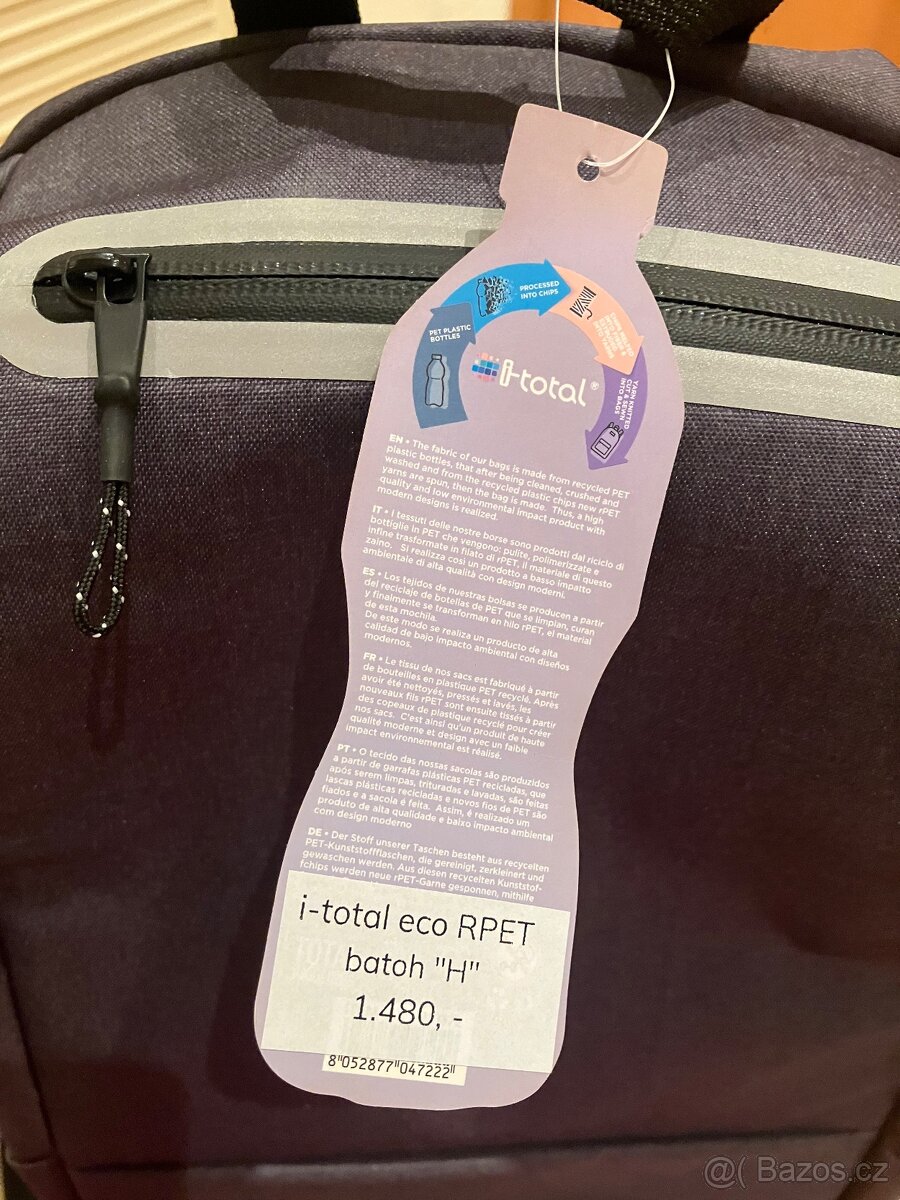 PROCESSED
INTO CHIPS
PET PLASTIC
BOTTLES
YARN KNITTED
CUT & SEWN
INTO BAGS
i-total®
EN • The fabric of our bags is made from recycled PET
plastic bottles, that after being cleaned, crushed and
washed and from the recycled plastic chips new rPET
yarns are spun, then the bag is made. Thus, a high
quality and low environmental impact product with
modern designs is realized.
IT • I tessuti delle nostre borse sono prodotti dal riciclo di
bottiglie in PET che vengono: pulite, polimerizzate e
infine trasformate in filato di rPET, il materiale di questo
zaino. Si realizza così un prodotto a basso impatto
ambientaie di alta qualità con design moderni.
ES • Los tejidos de nuestras bolsas se producen a partir
del reciclaje de botellas de PET que se limpian, curan
y finalmente se transforman en hilo rPET, el material
de esta mochila.
De este modo se realiza un producto de alta
calidad de bajo impacto ambiental con diseños
modernos.
FR • Le tissu de nos sacs est fabriqué à partir
de bouteilles en plastique PET recyclé. Après
avoir été nettoyés, pressés et lavés, les
nouveaux fils rPET sont ensuite tissés à partir
des copeaux de plastique recyclé pour créer
nos sacs. C'est ainsi qu'un produit de haute
qualité moderne et design avec un faible
impact environnemental est réalisé.
PT • O tecido das nossas sacolas são produzidos
a partir de garrafas plásticas PET recicladas, que
após serem limpas, trituradas e lavadas, são feitas
lascas plásticas recicladas e novos fios de PET são
fiados e a sacola é feita. Assim, é realizado um
produto de alta qualidade e baixo impacto ambiental
com design moderno
DE • Der Stoff unserer Taschen besteht aus recycelten
PET-Kunststoffflaschen, die gereinigt, zerkleinert und
gewaschen werden. Aus diesen recycelten Kunststof-
fchips werden neue rPET-Garne gesponnen, mithilfe
i-total eco RPET
batoh "H"
1.480, -
8"052877"047222"
@( Bazos.cz